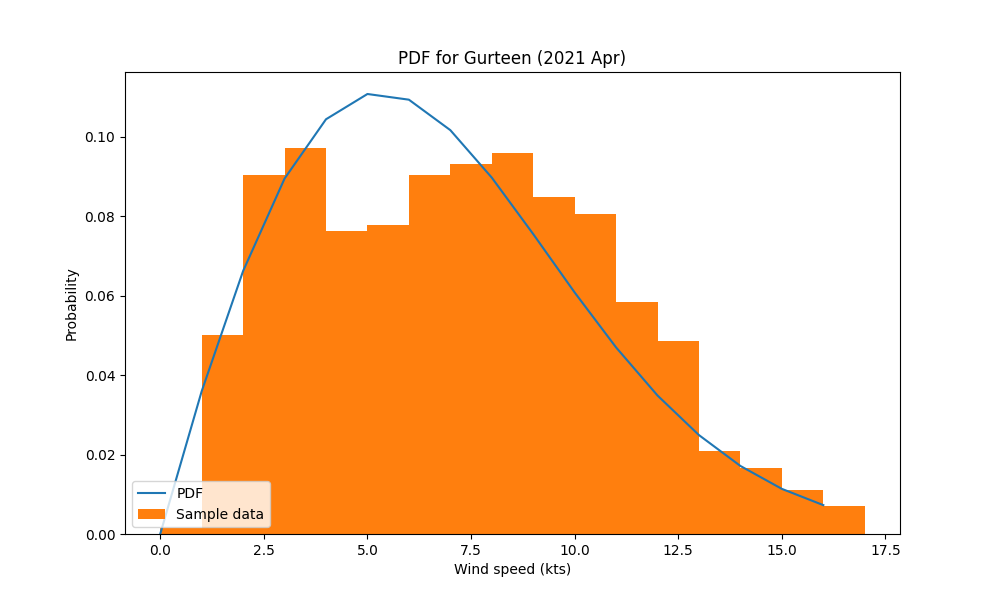 PDF for Gurteen (2021 Apr)
Probability
0.10
0.08
0.06
0.04
0.02
0.00
PDF
Sample data
0.0 2.5 5.0 7.5 10.0 12.5 15.0 17.5
Wind speed (kts)